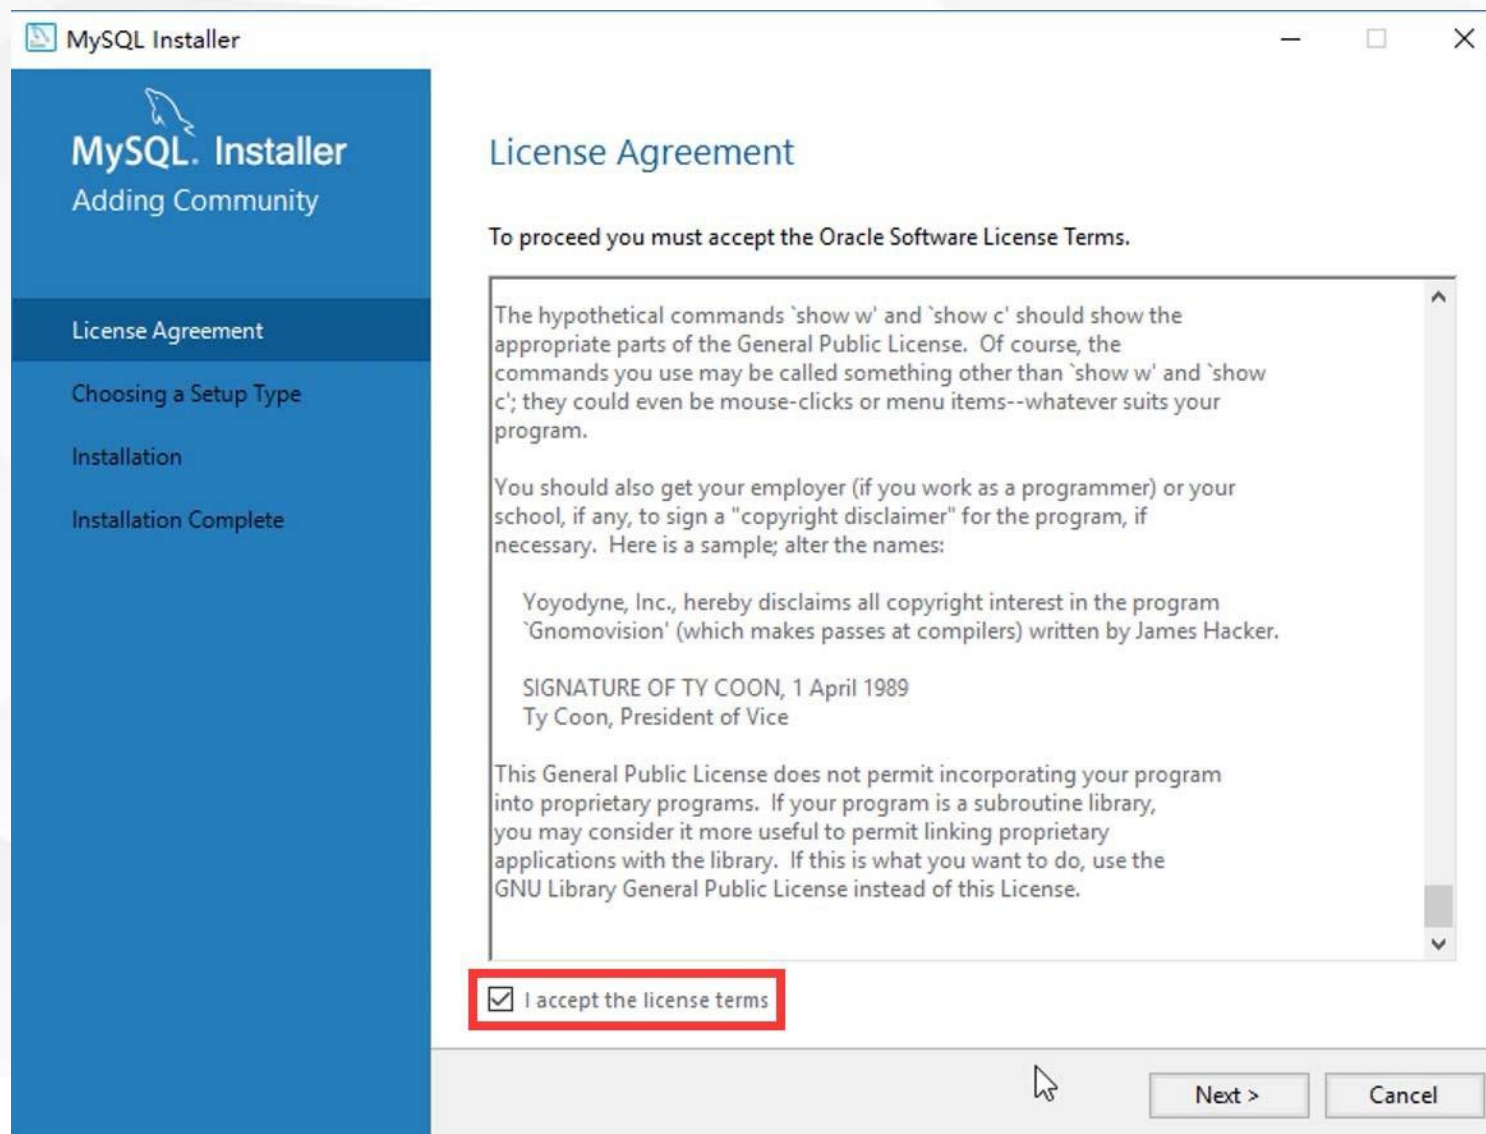 MySQL Installer
MySQL. Installer
Adding Community
License Agreement
Choosing a Setup Type
Installation
Installation Complete
License Agreement
To proceed you must accept the Oracle Software License Terms.
The hypothetical commands `show w' and `show c' should show the
appropriate parts of the General Public License.  Of course, the
commands you use may be called something other than `show w' and `show
c'; they could even be mouse-clicks or menu items--whatever suits your
program.
You should also get your employer (if you work as a programmer) or your
school, if any, to sign a "copyright disclaimer" for the program, if
necessary.  Here is a sample; alter the names:
Yoyodyne, Inc., hereby disclaims all copyright interest in the program
`Gnomovision' (which makes passes at compilers) written by James Hacker.
SIGNATURE OF TY COON, 1 April 1989
Ty Coon, President of Vice
This General Public License does not permit incorporating your program
into proprietary programs.  If your program is a subroutine library,
you may consider it more useful to permit linking proprietary
applications with the library.  If this is what you want to do, use the
GNU Library General Public License instead of this License.
I accept the license terms
Next >
Cancel